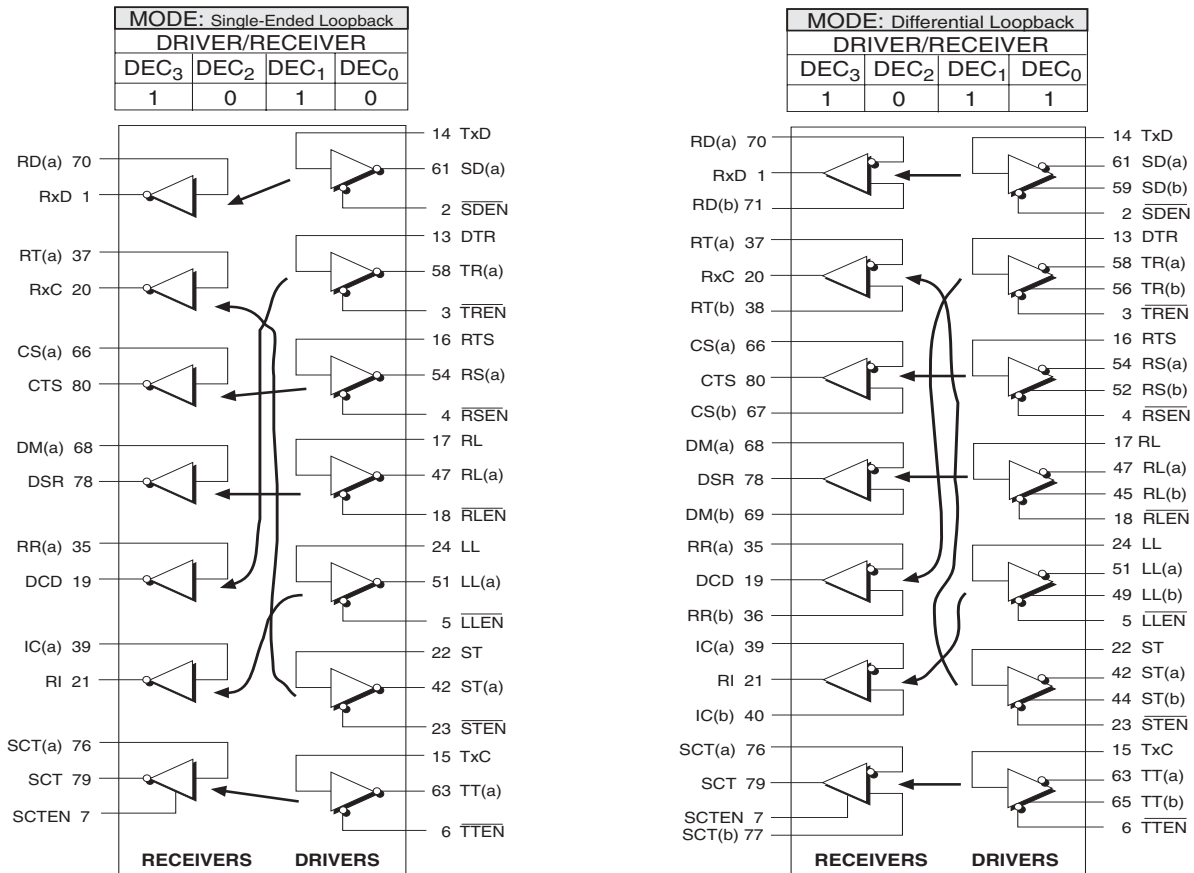 MODE: Single-Ended Loopback
DRIVER/RECEIVER
DEC3 DEC2 DEC1 DEC0
1 0 1 0
14 TxD
RD(a) 70
61 SD(a)
RxD 1
2 SDEN
13 DTR
RT(a) 37
58 TR(a)
RxC 20
3 TREN
16 RTS
CS(a) 66
54 RS(a)
CTS 80
4 RSEN
17 RL
DM(a) 68
47 RL(a)
DSR 78
18 RLEN
24 LL
RR(a) 35
DCD 19
51 LL(a)
5 LLEN
IC(a) 39
22 ST
RI 21
42 ST(a)
23 STEN
SCT(a) 76
15 TxC
SCT 79
63 TT(a)
SCTEN 7
6 TTEN
RECEIVERS DRIVERS
MODE: Differential Loopback
DRIVER/RECEIVER
DEC3 DEC2 DEC1 DEC0
1 0 1 1
14 TxD
RD(a) 70
61 SD(a)
RxD 1
59 SD(b)
RD(b) 71
2 SDEN
13 DTR
RT(a) 37
58 TR(a)
RxC 20
56 TR(b)
RT(b) 38
3 TREN
16 RTS
CS(a) 66
54 RS(a)
CTS 80
52 RS(b)
CS(b) 67
4 RSEN
17 RL
DM(a) 68
47 RL(a)
DSR 78
45 RL(b)
DM(b) 69
18 RLEN
24 LL
RR(a) 35
51 LL(a)
DCD 19
49 LL(b)
RR(b) 36
5 LLEN
IC(a) 39
22 ST
42 ST(a)
RI 21
44 ST(b)
IC(b) 40
23 STEN
SCT(a) 76
15 TxC
63 TT(a)
SCT 79
65 TT(b)
SCTEN 7
6 TTEN
SCT(b) 77
RECEIVERS DRIVERS